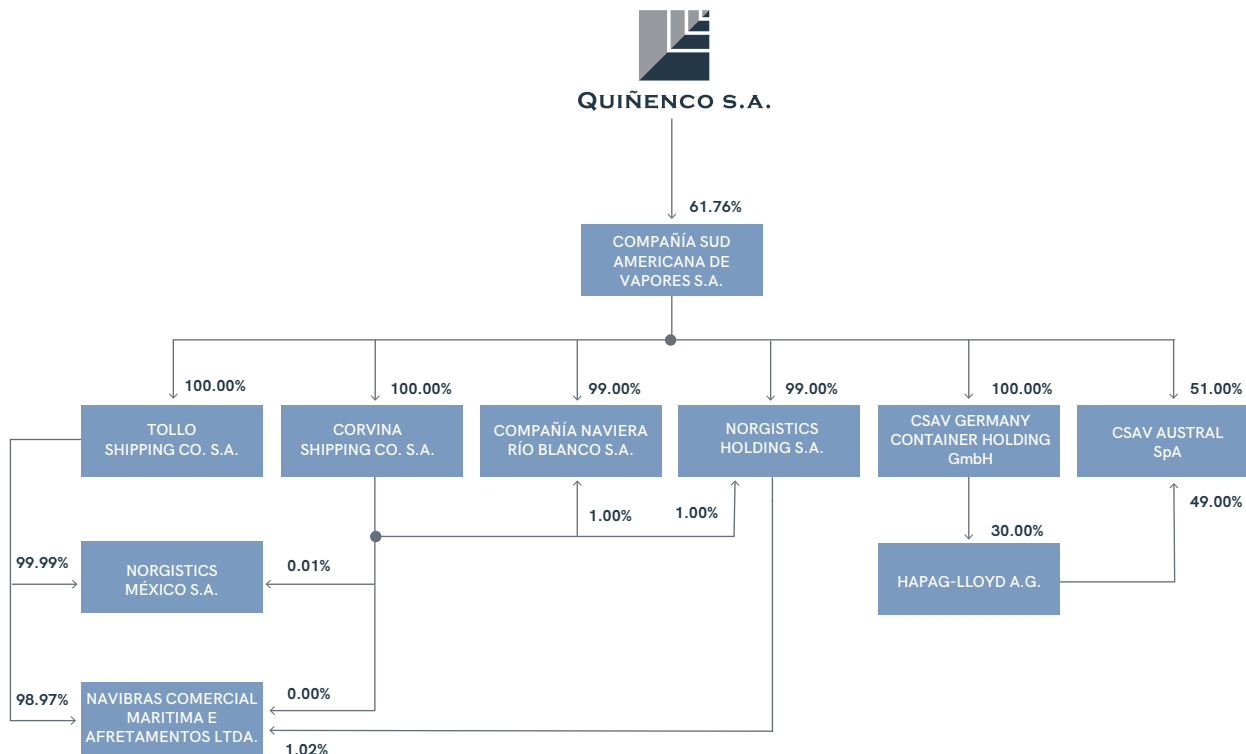 QUIÑENCO S.A.
61.76%
COMPAÑÍA SUD
AMERICANA DE
VAPORES S.A.
100.00%
100.00%
99.00%
99.00%
100.00%
51.00%
TOLLO
SHIPPING CO. S.A.
CORVINA
SHIPPING CO. S.A.
COMPAÑÍA NAVIERA
RÍO BLANCO S.A.
NORGISTICS
HOLDING S.A.
CSAV GERMANY
CONTAINER HOLDING
GmbH
CSAV AUSTRAL
SpA
1.00%
1.00%
49.00%
30.00%
99.99%
NORGISTICS
MÉXICO S.A.
0.01%
HAPAG-LLOYD A.G.
98.97%
NAVIBRAS COMERCIAL
MARITIMA E
AFRETAMENTOS LTDA.
0.00%
1.02%